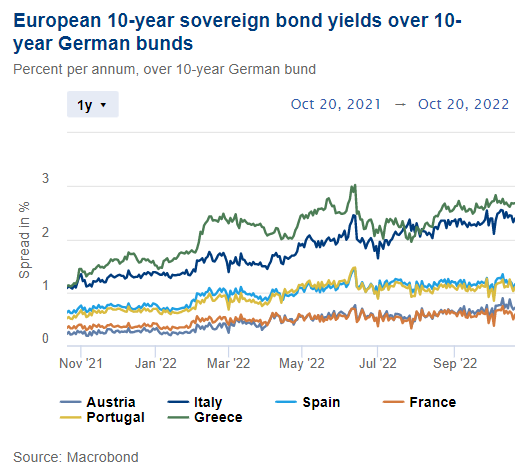 European 10-year sovereign bond yields over 10-
year German bunds
Percent per annum, over 10-year German bund
1y
Oct 20, 2021 → Oct 20, 2022
Spread in %
3
2
1
0
Nov '21 Jan '22 Mar '22 May '22 Jul '22 Sep '22
Austria Italy Spain France
Portugal Greece
Source: Macrobond